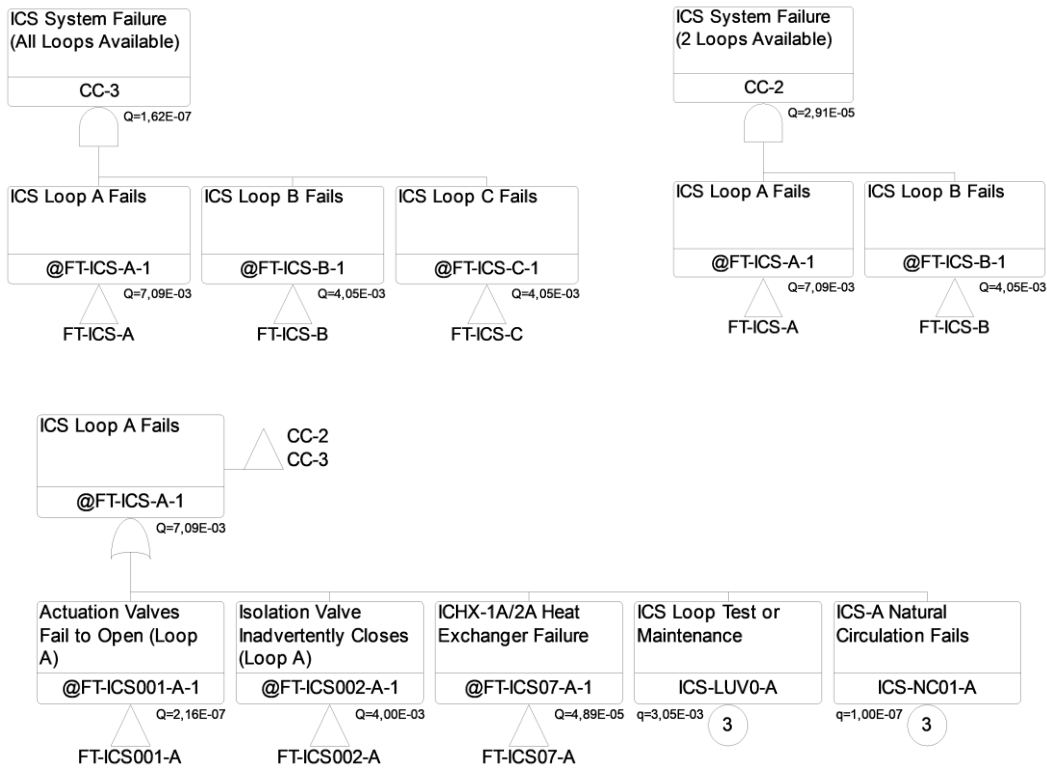 ICS System Failure
(All Loops Available)
CC-3
Q=1,62E-07
ICS Loop A Fails
@FT-ICS-A-1
Q=7,09E-03
FT-ICS-A
ICS Loop B Fails
@FT-ICS-B-1
Q=4,05E-03
FT-ICS-B
ICS Loop C Fails
@FT-ICS-C-1
Q=4,05E-03
FT-ICS-C
ICS System Failure
(2 Loops Available)
CC-2
Q=2,91E-05
ICS Loop A Fails
@FT-ICS-A-1
Q=7,09E-03
FT-ICS-A
ICS Loop B Fails
@FT-ICS-B-1
Q=4,05E-03
FT-ICS-B
ICS Loop A Fails
@FT-ICS-A-1
Q=7,09E-03
CC-2
CC-3
Actuation Valves
Fail to Open (Loop
A)
@FT-ICS001-A-1
Q=2,16E-07
FT-ICS001-A
Isolation Valve
Inadvertently Closes
(Loop A)
@FT-ICS002-A-1
Q=4,00E-03
FT-ICS002-A
ICHX-1A/2A Heat
Exchanger Failure
@FT-ICS07-A-1
Q=4,89E-05
FT-ICS07-A
ICS Loop Test or
Maintenance
ICS-LUV0-A
q=3,05E-03
3
ICS-A Natural
Circulation Fails
ICS-NC01-A
q=1,00E-07
3